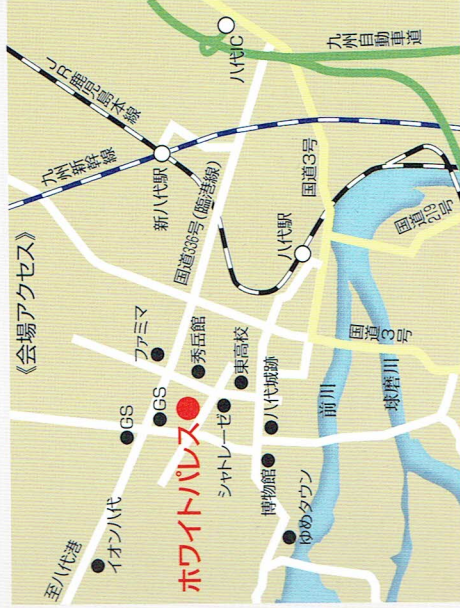 《会場アクセス》
JR鹿児島本線
九州新幹線
八代IC
九州自動車道
新八代駅
国道336号(臨港線)
国道3号
八代駅
国道219号
国道3号
ファミマ
秀岳館
東高校
GS
GS
ホワイトパレス
シャトレーゼ
八代城跡
前川
球磨川
至八代港
イオン八代
博物館
ゆめタウン